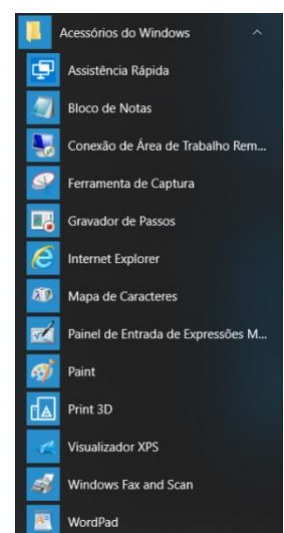 Acessórios do Windows
Assistência Rápida
Bloco de Notas
Conexão de Área de Trabalho Rem...
Ferramenta de Captura
Gravador de Passos
Internet Explorer
Mapa de Caracteres
Painel de Entrada de Expressões M...
Paint
Print 3D
Visualizador XPS
Windows Fax and Scan
WordPad